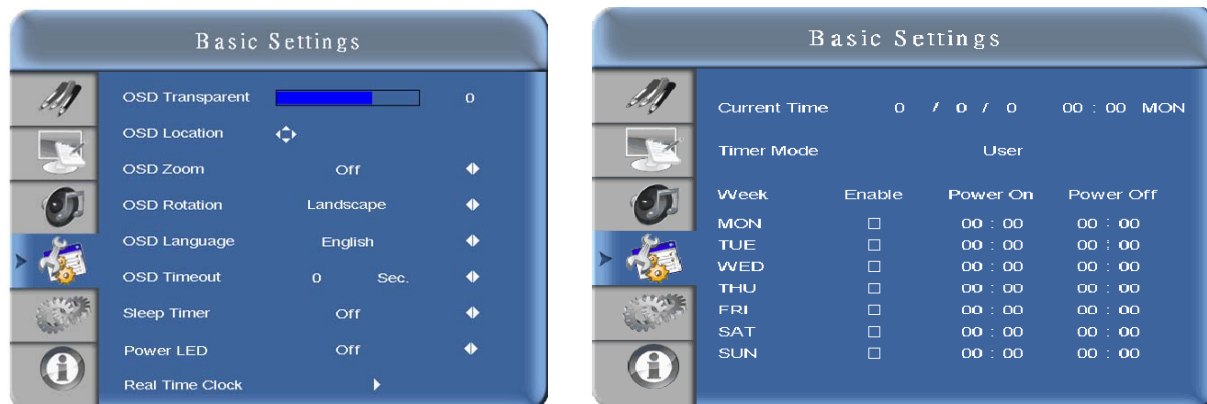 Basic Settings
OSD Transparent 0
OSD Location
OSD Zoom Off
OSD Rotation Landscape
OSD Language English
OSD Timeout 0 Sec.
Sleep Timer Off
Power LED Off
Real Time Clock
Basic Settings
Current Time 0 / 0 / 0 00 : 00 MON
Timer Mode User
Week Enable Power On Power Off
MON 00 : 00 00 : 00
TUE 00 : 00 00 : 00
WED 00 : 00 00 : 00
THU 00 : 00 00 : 00
FRI 00 : 00 00 : 00
SAT 00 : 00 00 : 00
SUN 00 : 00 00 : 00